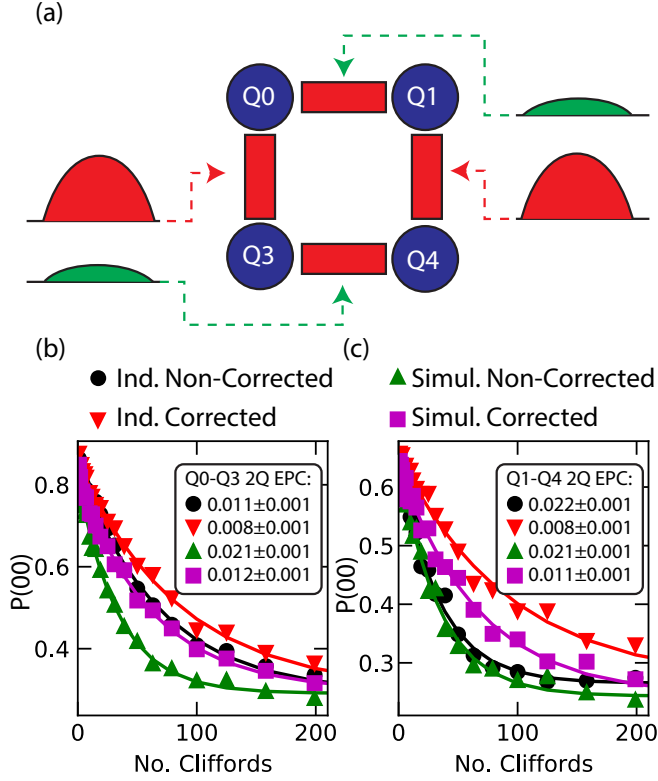 (a)
Q0
Q1
Q3
Q4
(b)
(c)
Ind. Non-Corrected
Simul. Non-Corrected
Ind. Corrected
Simul. Corrected
Q0-Q3 2Q EPC:
0.011±0.001
0.008±0.001
0.021±0.001
0.012±0.001
P(00)
0.8
0.6
0.4
0
100
200
No. Cliffords
Q1-Q4 2Q EPC:
0.022±0.001
0.008±0.001
0.021±0.001
0.011±0.001
P(00)
0.6
0.5
0.4
0.3
0
100
200
No. Cliffords